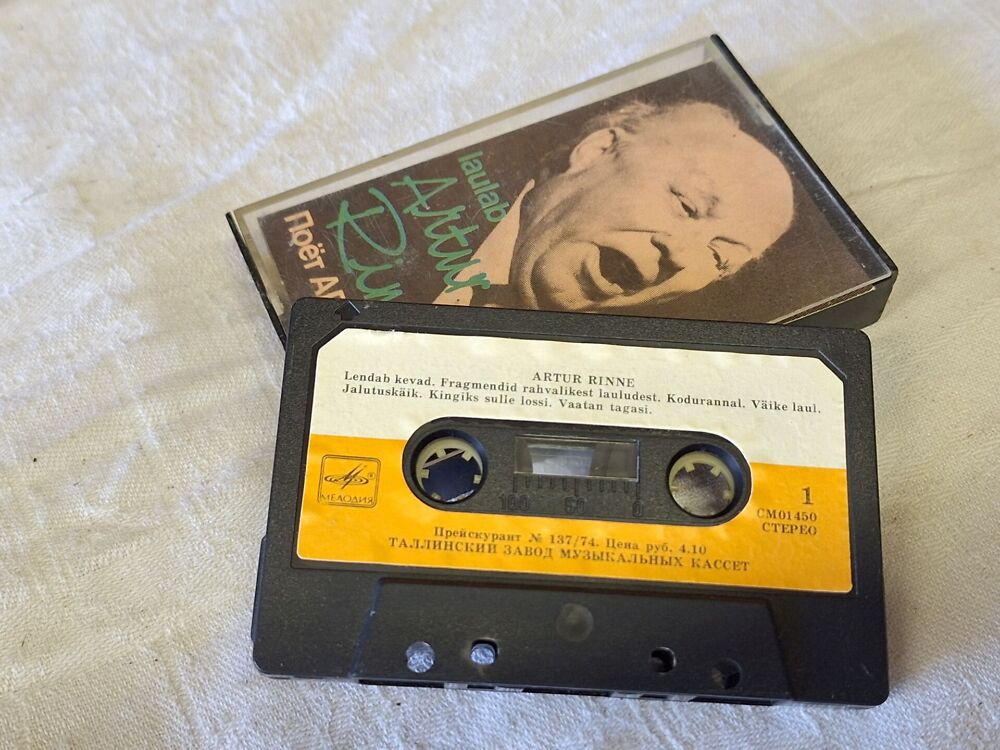 laulab
Artur
Поёт
ARTUR RINNE
Lendab kevad. Fragmendid rahvalikest lauludest. Kodurannal. Väike laul.
Jalutuskäik. Kingiks sulle lossi. Vaatan tagasi.
МЕЛОДИЯ
100 50 0
1
СМ01450
СТЕРЕО
Прейскурант № 137/74. Цена руб. 4.10
ТАЛЛИНСКИЙ ЗАВОД МУЗЫКАЛЬНЫХ КАССЕТ